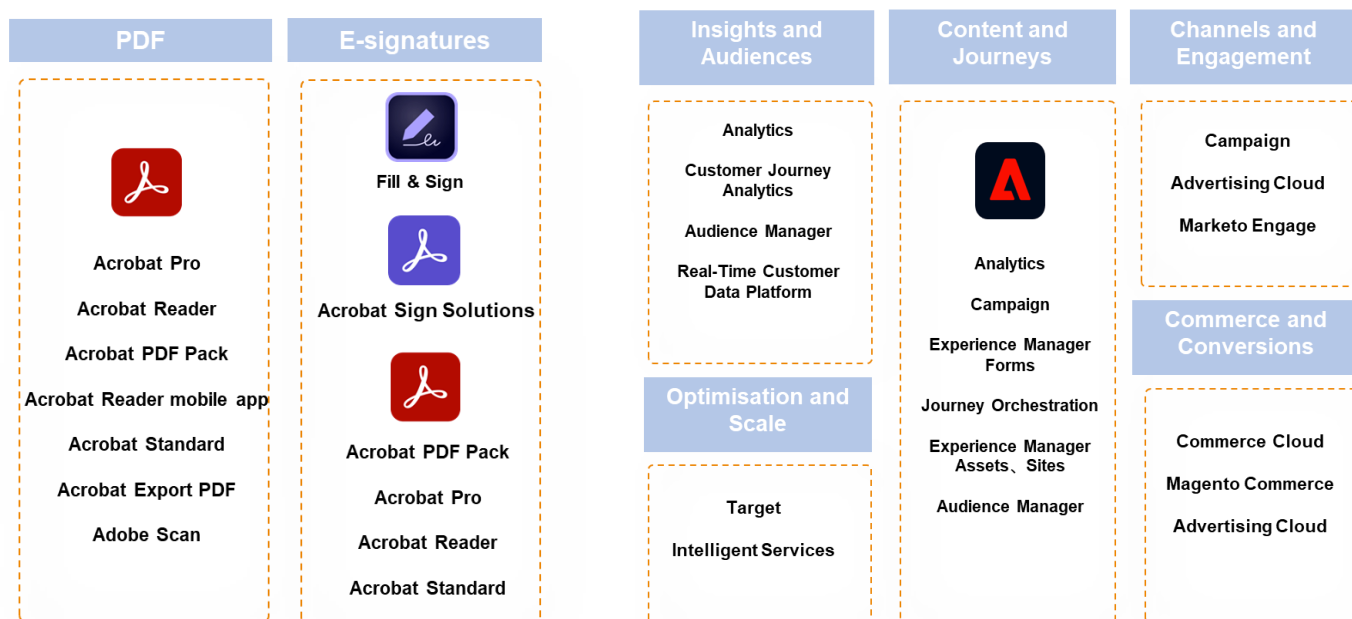 PDF
Acrobat Pro
Acrobat Reader
Acrobat PDF Pack
Acrobat Reader mobile app
Acrobat Standard
Acrobat Export PDF
Adobe Scan
E-signatures
Fill & Sign
Acrobat Sign Solutions
Acrobat PDF Pack
Acrobat Pro
Acrobat Reader
Acrobat Standard
Insights and
Audiences
Analytics
Customer Journey
Analytics
Audience Manager
Real-Time Customer
Data Platform
Optimisation and
Scale
Target
Intelligent Services
Content and
Journeys
Analytics
Campaign
Experience Manager
Forms
Journey Orchestration
Experience Manager
Assets、Sites
Audience Manager
Channels and
Engagement
Campaign
Advertising Cloud
Marketo Engage
Commerce and
Conversions
Commerce Cloud
Magento Commerce
Advertising Cloud